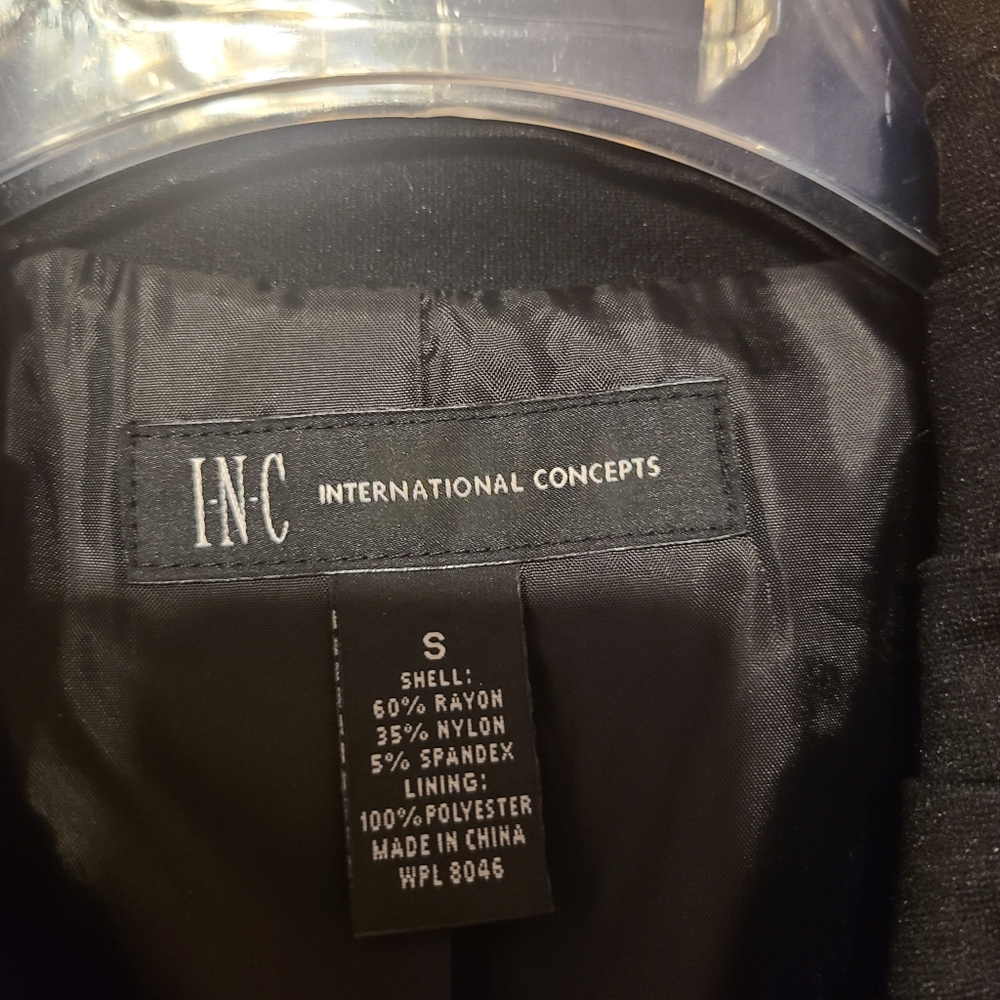 I·N·C INTERNATIONAL CONCEPTS
S
SHELL:
60% RAYON
35% NYLON
5% SPANDEX
LINING:
100% POLYESTER
MADE IN CHINA
WPL 8046